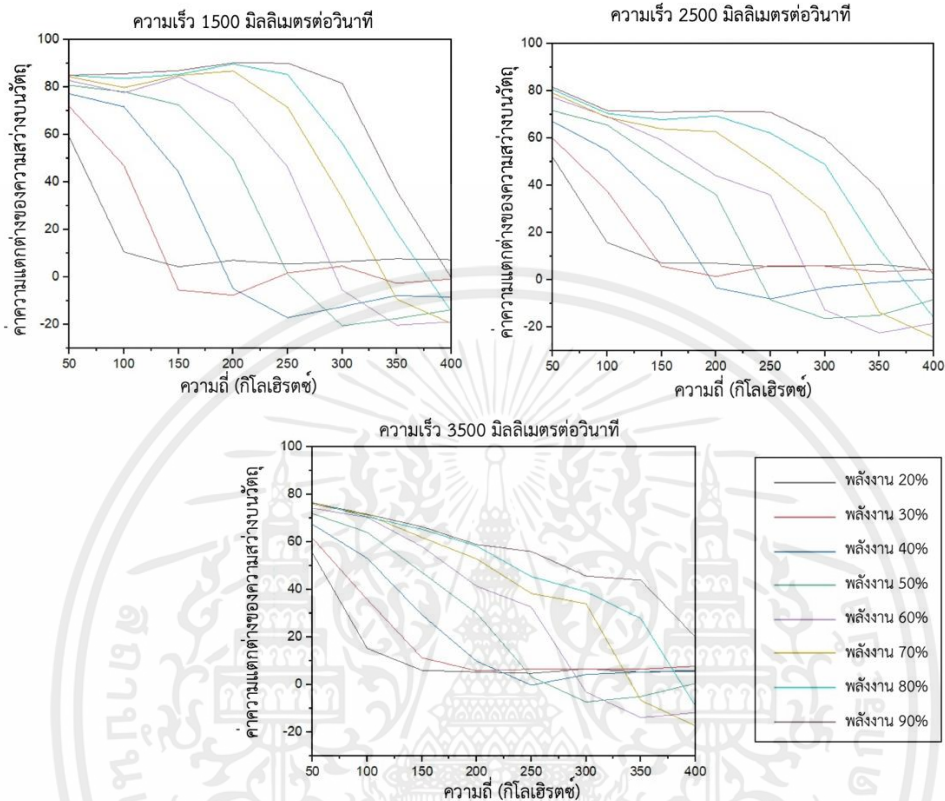 ความเร็ว 1500 มิลลิเมตรต่อวินาที
ค่าความแตกต่างของความสว่างบนวัตถุ
100
80
60
40
20
0
-20
50 100 150 200 250 300 350 400
ความถี่ (กิโลเฮิรตซ์)
ความเร็ว 2500 มิลลิเมตรต่อวินาที
ค่าความแตกต่างของความสว่างบนวัตถุ
100
80
60
40
20
0
-20
50 100 150 200 250 300 350 400
ความถี่ (กิโลเฮิรตซ์)
ความเร็ว 3500 มิลลิเมตรต่อวินาที
ค่าความแตกต่างของความสว่างบนวัตถุ
100
80
60
40
20
0
-20
50 100 150 200 250 300 350 400
ความถี่ (กิโลเฮิรตซ์)
พลังงาน 20%
พลังงาน 30%
พลังงาน 40%
พลังงาน 50%
พลังงาน 60%
พลังงาน 70%
พลังงาน 80%
พลังงาน 90%